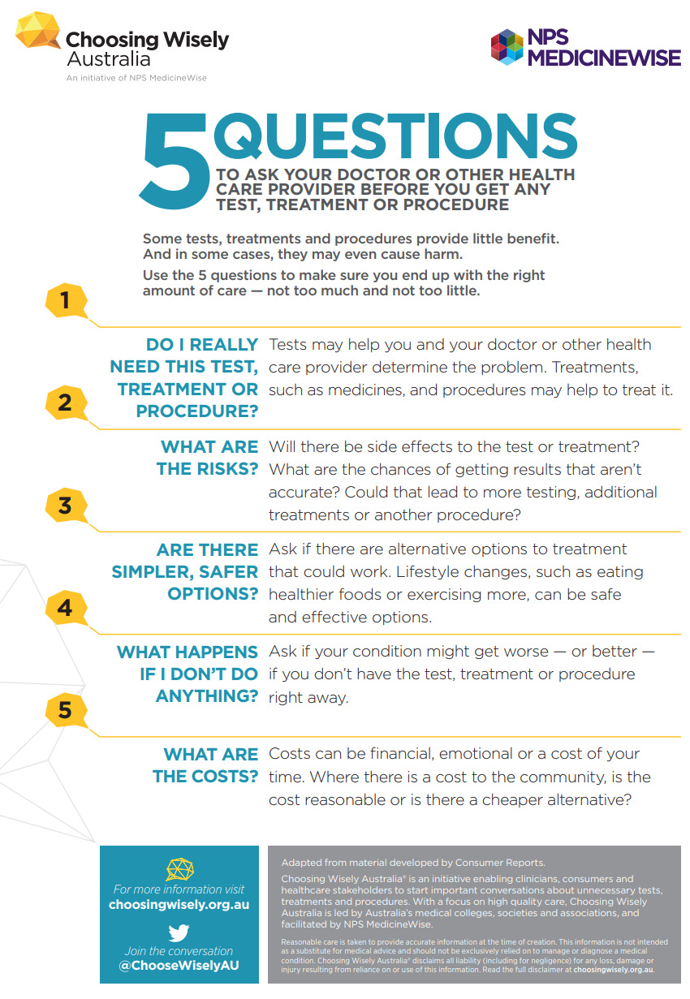 Choosing Wisely
Australia
An initiative of NPS MedicineWise
NPS
MEDICINEWISE
5 QUESTIONS
TO ASK YOUR DOCTOR OR OTHER HEALTH
CARE PROVIDER BEFORE YOU GET ANY
TEST, TREATMENT OR PROCEDURE
Some tests, treatments and procedures provide little benefit.
And in some cases, they may even cause harm.
Use the 5 questions to make sure you end up with the right
amount of care — not too much and not too little.
1
DO I REALLY
NEED THIS TEST,
TREATMENT OR
PROCEDURE?
Tests may help you and your doctor or other health
care provider determine the problem. Treatments,
such as medicines, and procedures may help to treat it.
2
WHAT ARE
THE RISKS?
Will there be side effects to the test or treatment?
What are the chances of getting results that aren't
accurate? Could that lead to more testing, additional
treatments or another procedure?
3
ARE THERE
SIMPLER, SAFER
OPTIONS?
Ask if there are alternative options to treatment
that could work. Lifestyle changes, such as eating
healthier foods or exercising more, can be safe
and effective options.
4
WHAT HAPPENS
IF I DON'T DO
ANYTHING?
Ask if your condition might get worse — or better —
if you don't have the test, treatment or procedure
right away.
5
WHAT ARE
THE COSTS?
Costs can be financial, emotional or a cost of your
time. Where there is a cost to the community, is the
cost reasonable or is there a cheaper alternative?
For more information visit
choosingwisely.org.au
Join the conversation
@ChooseWiselyAU
Adapted from material developed by Consumer Reports.
Choosing Wisely Australia® is an initiative enabling clinicians, consumers and
healthcare stakeholders to start important conversations about unnecessary tests,
treatments and procedures. With a focus on high quality care, Choosing Wisely
Australia is led by Australia's medical colleges, societies and associations, and
facilitated by NPS MedicineWise.
Reasonable care is taken to provide accurate information at the time of creation. This information is not intended
as a substitute for medical advice and should not be exclusively relied on to manage or diagnose a medical
condition. Choosing Wisely Australia® disclaims all liability (including for negligence) for any loss, damage or
injury resulting from reliance on or use of this information. Read the full disclaimer at choosingwisely.org.au.